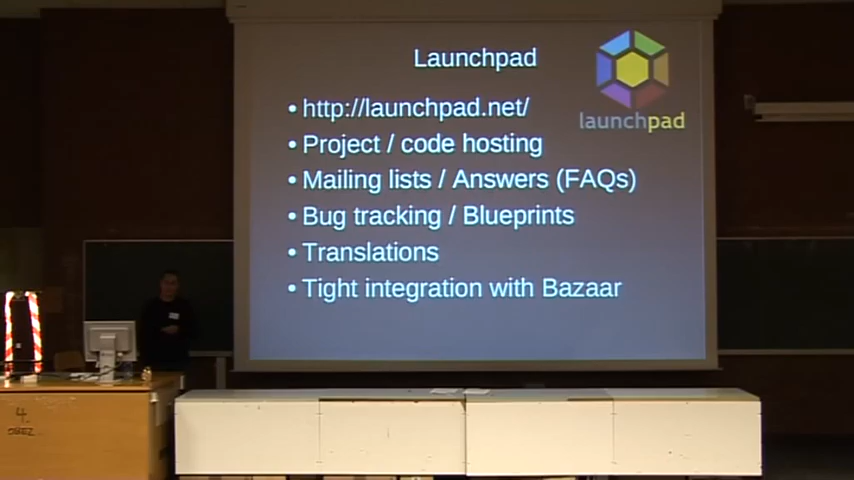 Launchpad
• http://launchpad.net/
• Project / code hosting
• Mailing lists / Answers (FAQs)
• Bug tracking / Blueprints
• Translations
• Tight integration with Bazaar
launchpad
4.